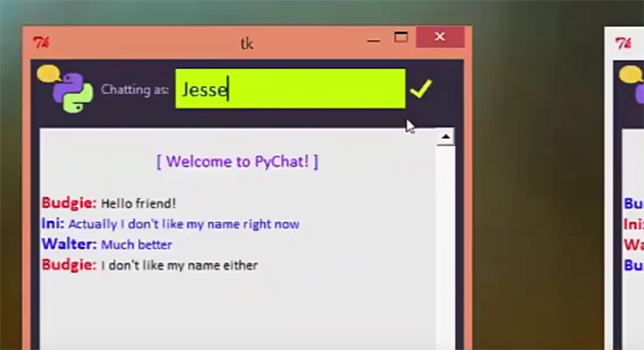 tk
Chatting as: Jesse
[ Welcome to PyChat! ]
Budgie: Hello friend!
Ini: Actually I don't like my name right now
Walter: Much better
Budgie: I don't like my name either
Bu
Ini:
Wa
Bu